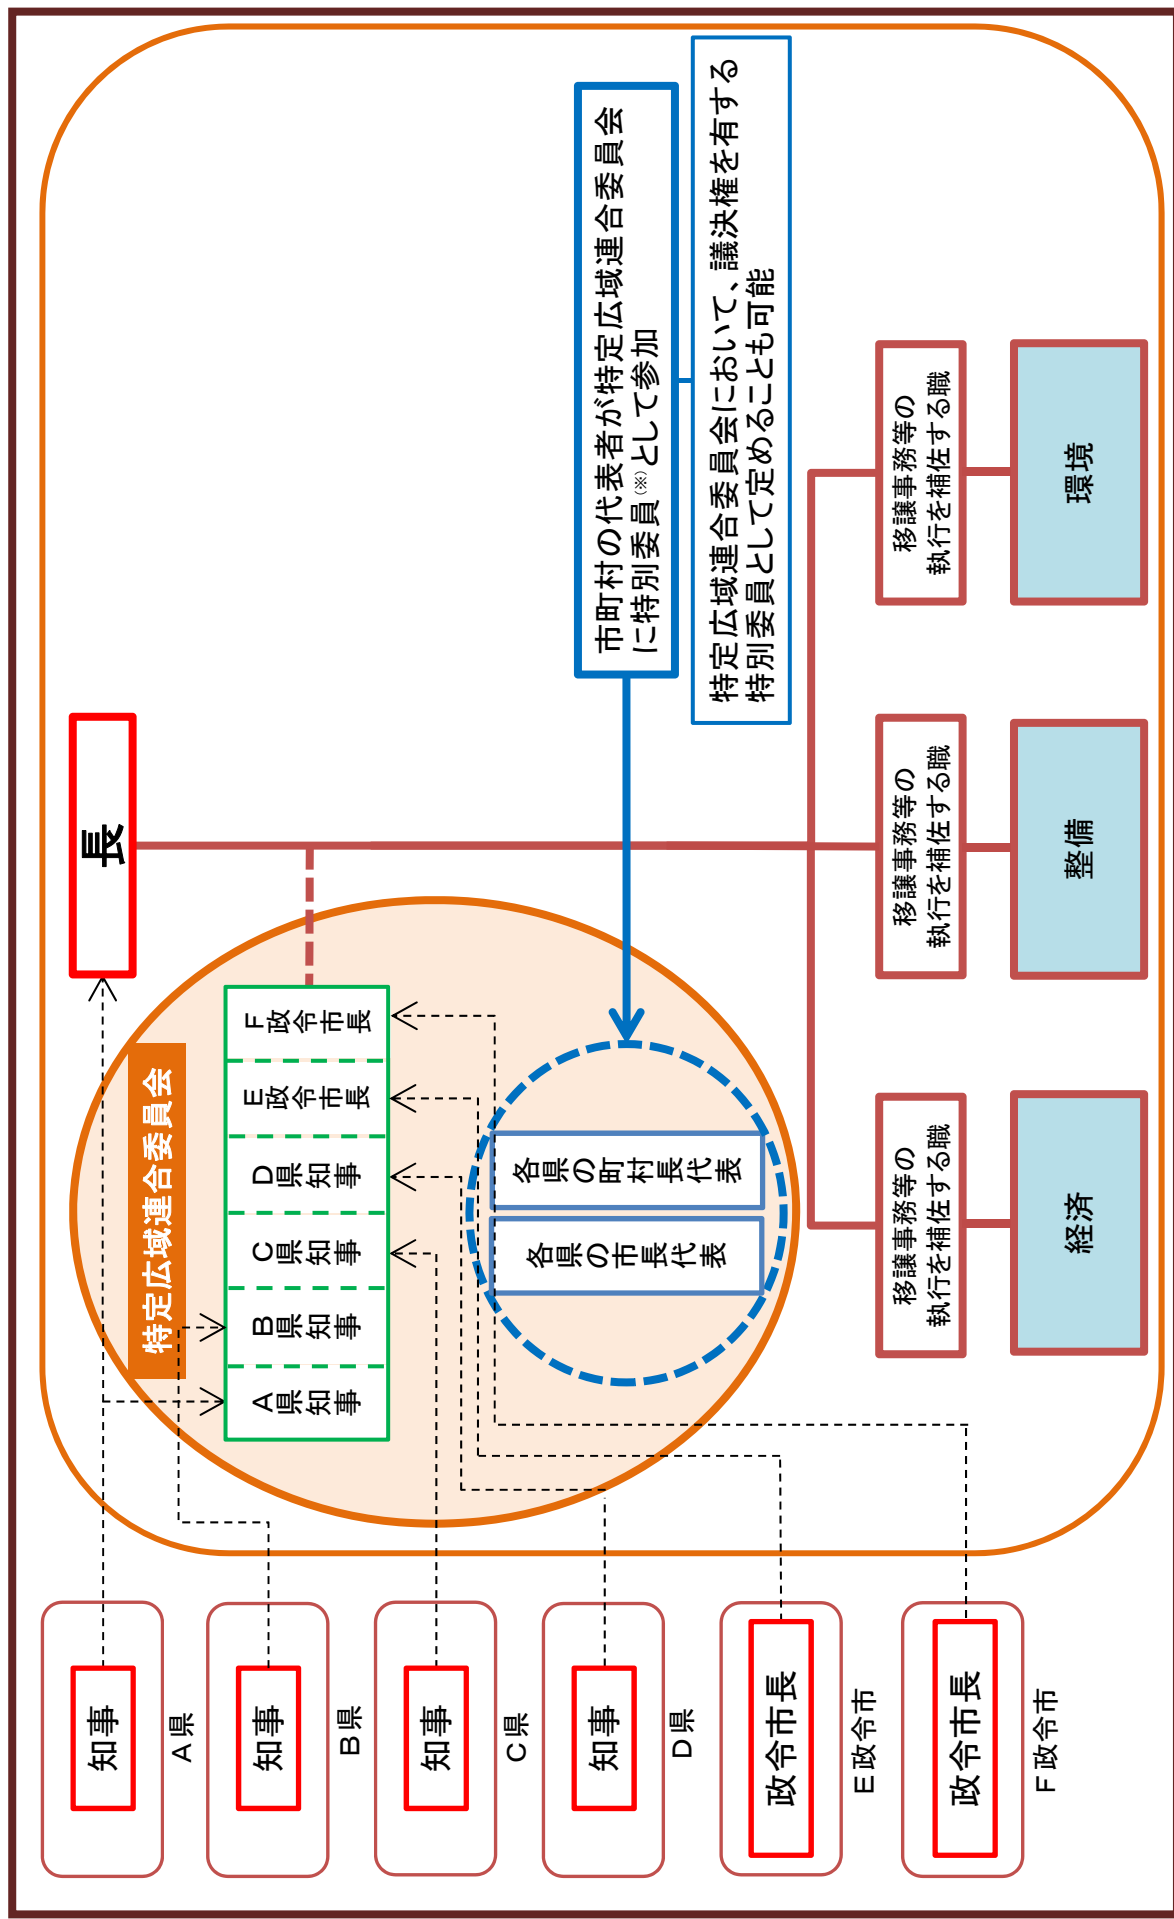 知事
A県
知事
B県
知事
C県
知事
D県
政令市長
E政令市
政令市長
F政令市
特定広域連合委員会
A県知事
B県知事
C県知事
D県知事
E政令市長
F政令市長
各県の市長代表
各県の町村長代表
長
市町村の代表者が特定広域連合委員会
に特別委員(※)として参加
特定広域連合委員会において、議決権を有する
特別委員として定めることも可能
移譲事務等の
執行を補佐する職
経済
移譲事務等の
執行を補佐する職
整備
移譲事務等の
執行を補佐する職
環境